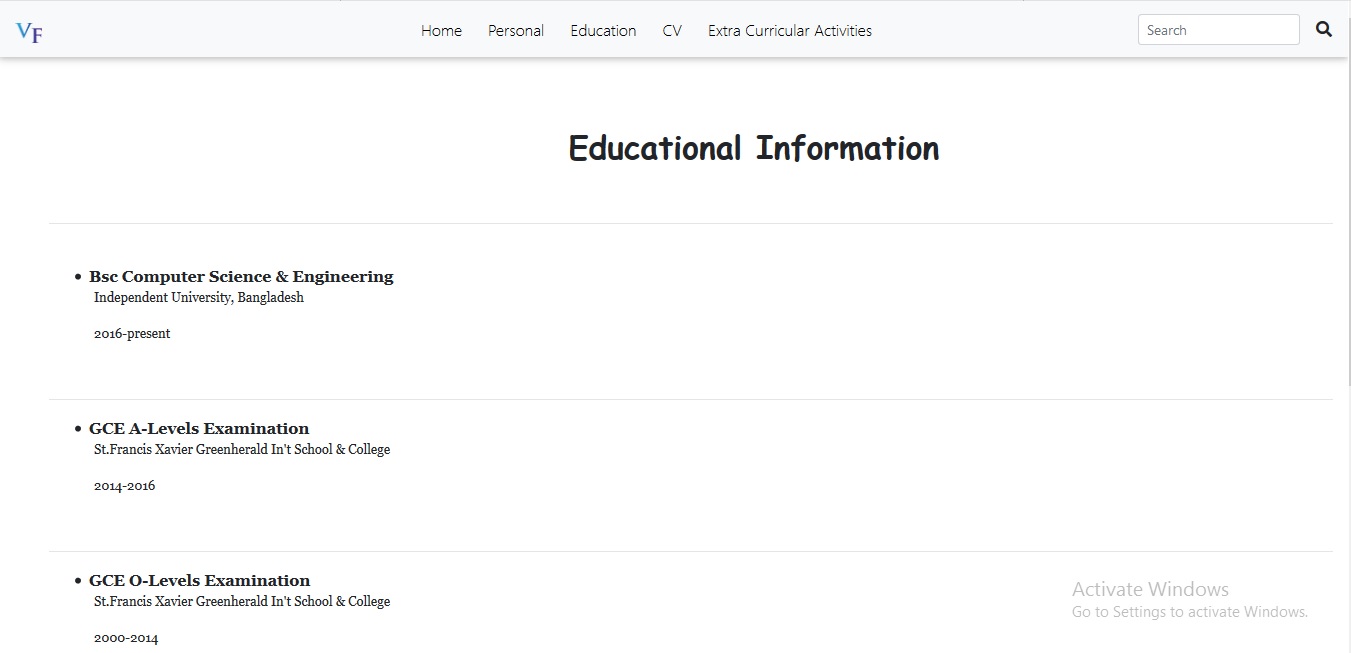 VF
Home Personal Education CV Extra Curricular Activities Search
Educational Information
• Bsc Computer Science & Engineering
Independent University, Bangladesh
2016-present
• GCE A-Levels Examination
St.Francis Xavier Greenherald In't School & College
2014-2016
• GCE O-Levels Examination
St.Francis Xavier Greenherald In't School & College
2000-2014
Activate Windows
Go to Settings to activate Windows.